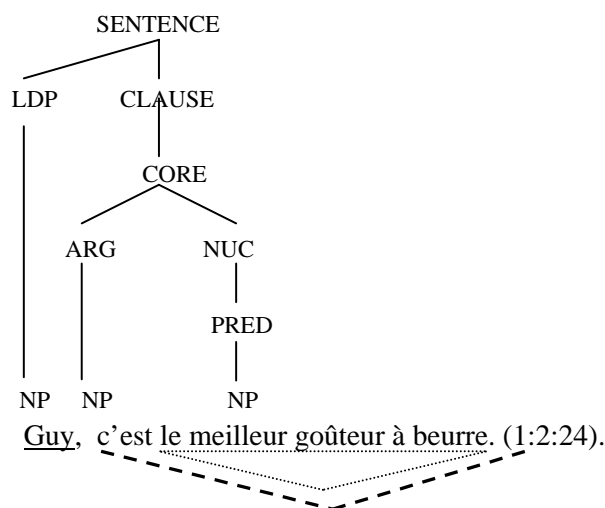 SENTENCE
LDP CLAUSE
CORE
ARG NUC
PRED
NP NP NP
Guy, c’est le meilleur goûteur à beurre. (1:2:24).